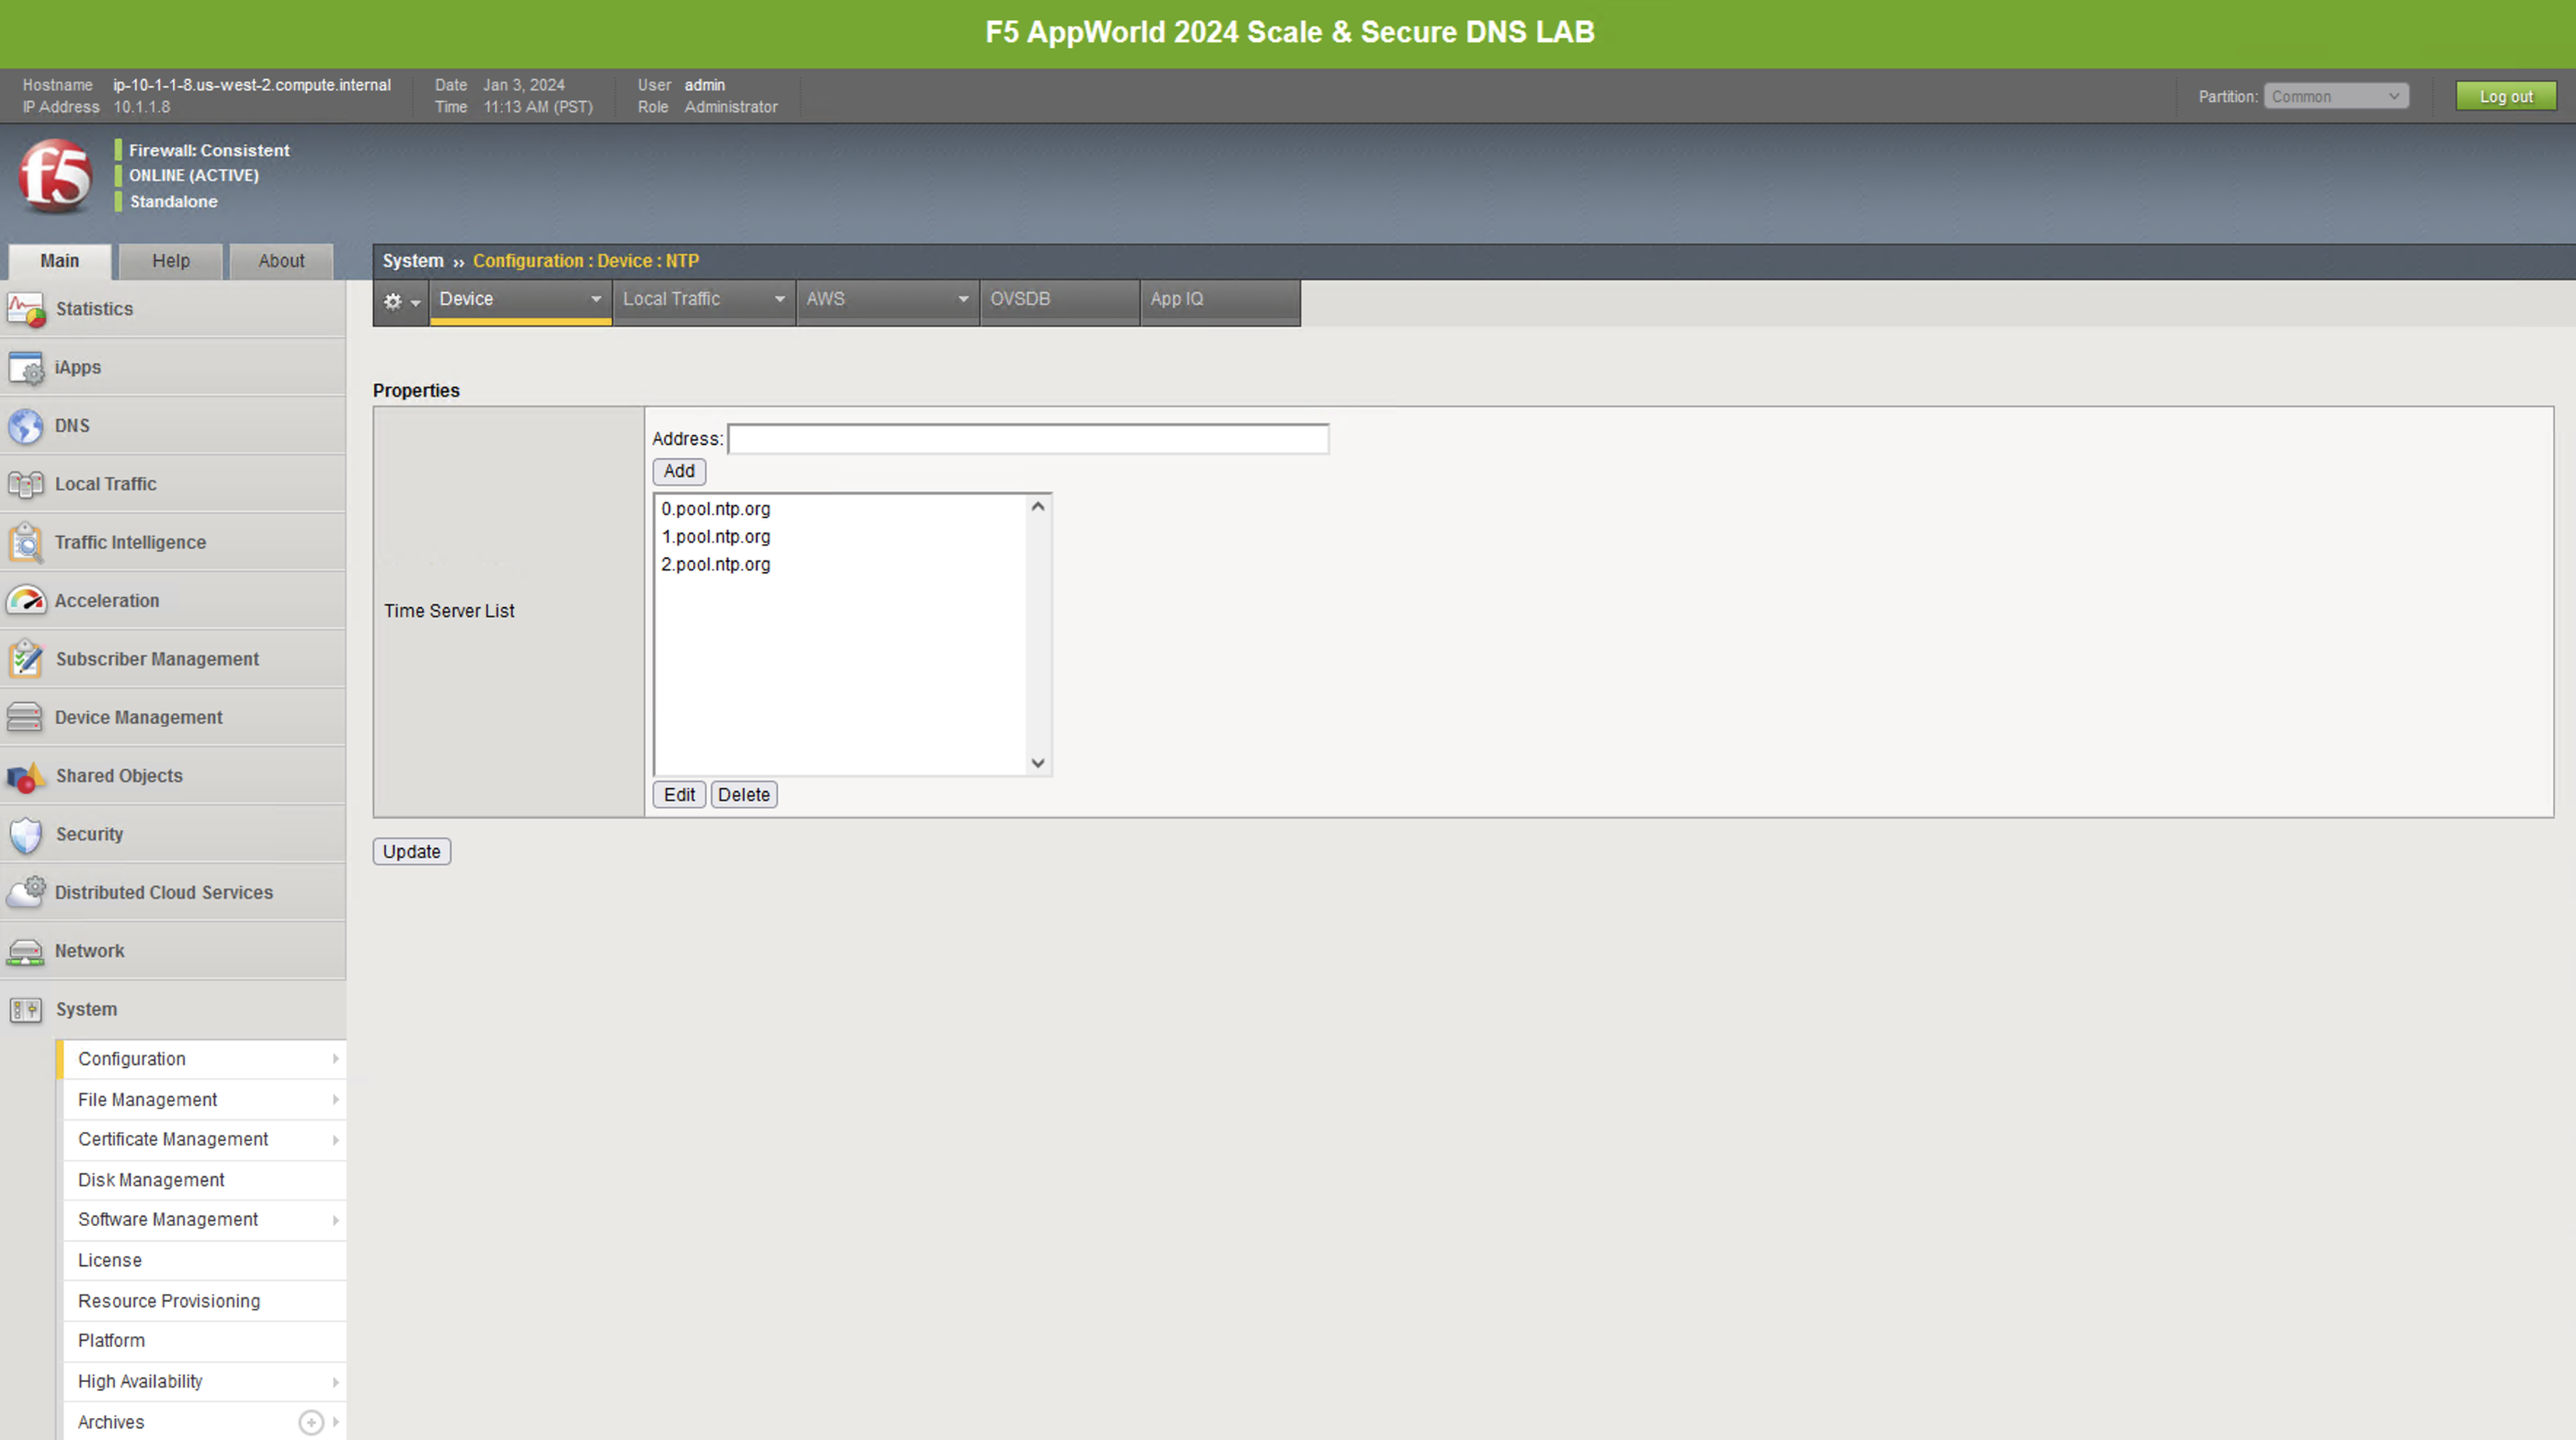 F5 AppWorld 2024 Scale & Secure DNS LAB
Hostname ip-10-1-1-8.us-west-2.compute.internal Date Jan 3, 2024 User admin
IP Address 10.1.1.8 Time 11:13 AM (PST) Role Administrator
Partition: Common Log out
f5
Firewall: Consistent
ONLINE (ACTIVE)
Standalone
Main Help About
System ›› Configuration : Device : NTP
Device Local Traffic AWS OVSDB App IQ
Statistics
iApps
DNS
Local Traffic
Traffic Intelligence
Acceleration
Subscriber Management
Device Management
Shared Objects
Security
Distributed Cloud Services
Network
System
Configuration
File Management
Certificate Management
Disk Management
Software Management
License
Resource Provisioning
Platform
High Availability
Archives
Properties
Time Server List
Address:
Add
0.pool.ntp.org
1.pool.ntp.org
2.pool.ntp.org
Edit Delete
Update